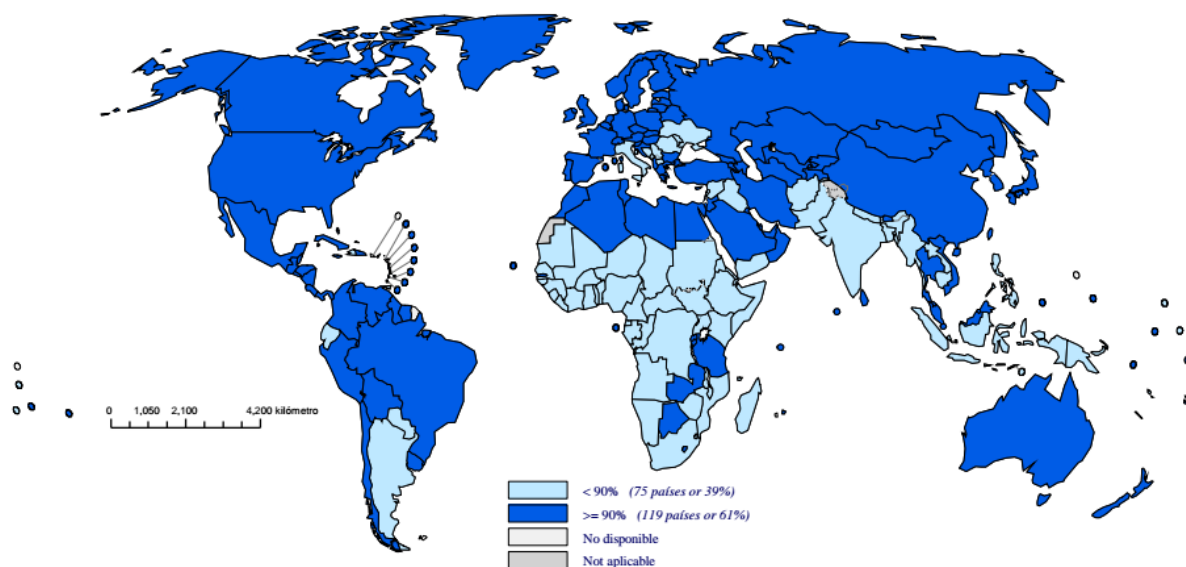 0 1,050 2,100 4,200 kilómetro
< 90% (75 países or 39%)
>= 90% (119 países or 61%)
No disponible
Not aplicable